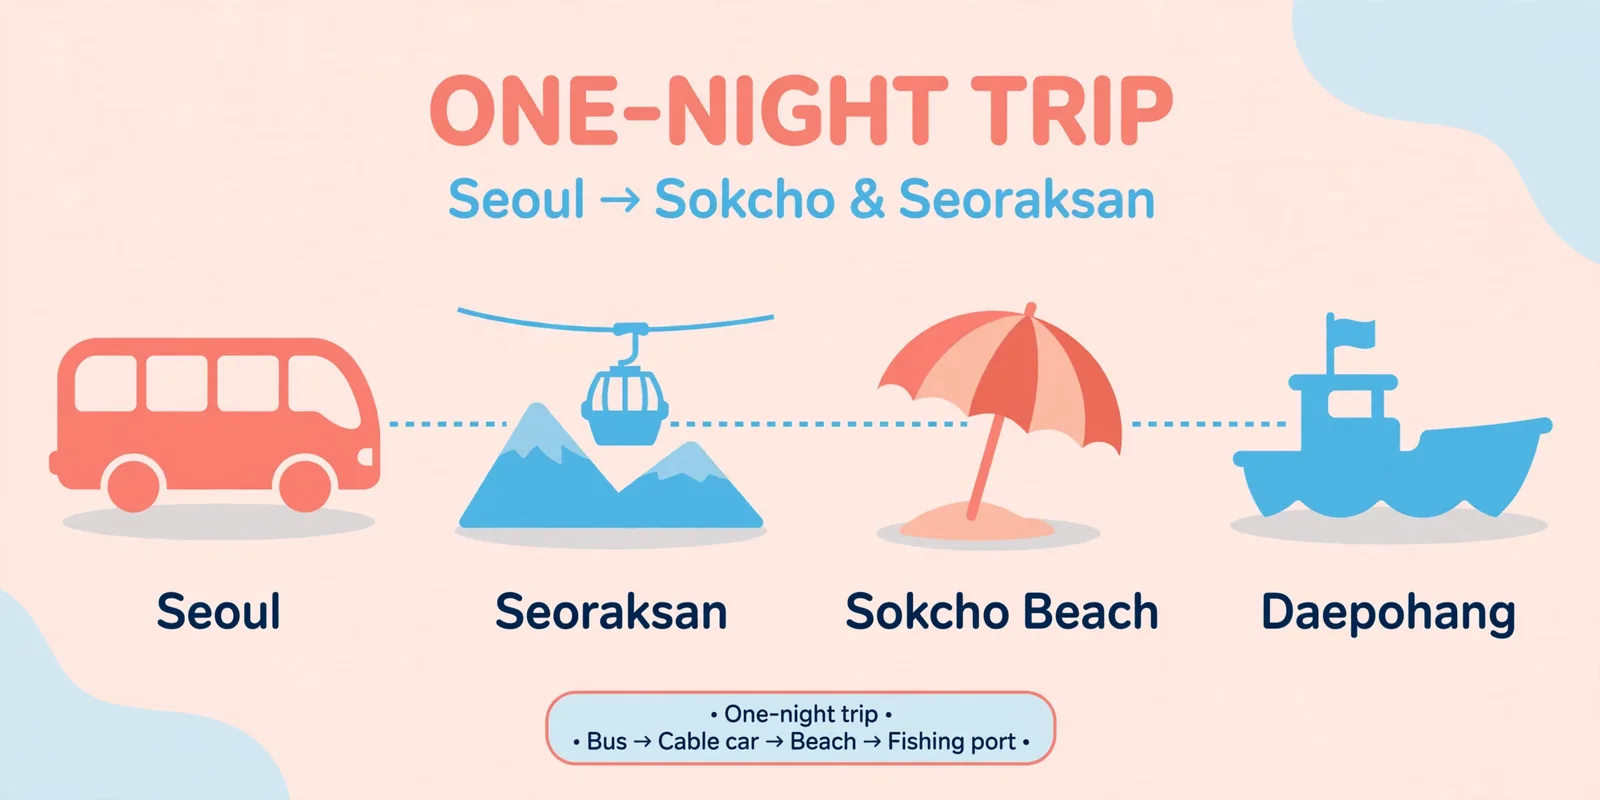 ONE-NIGHT TRIP
Seoul → Sokcho & Seoraksan
Seoul
Seoraksan
Sokcho Beach
Daepohang
• One-night trip •
• Bus → Cable car → Beach → Fishing port •